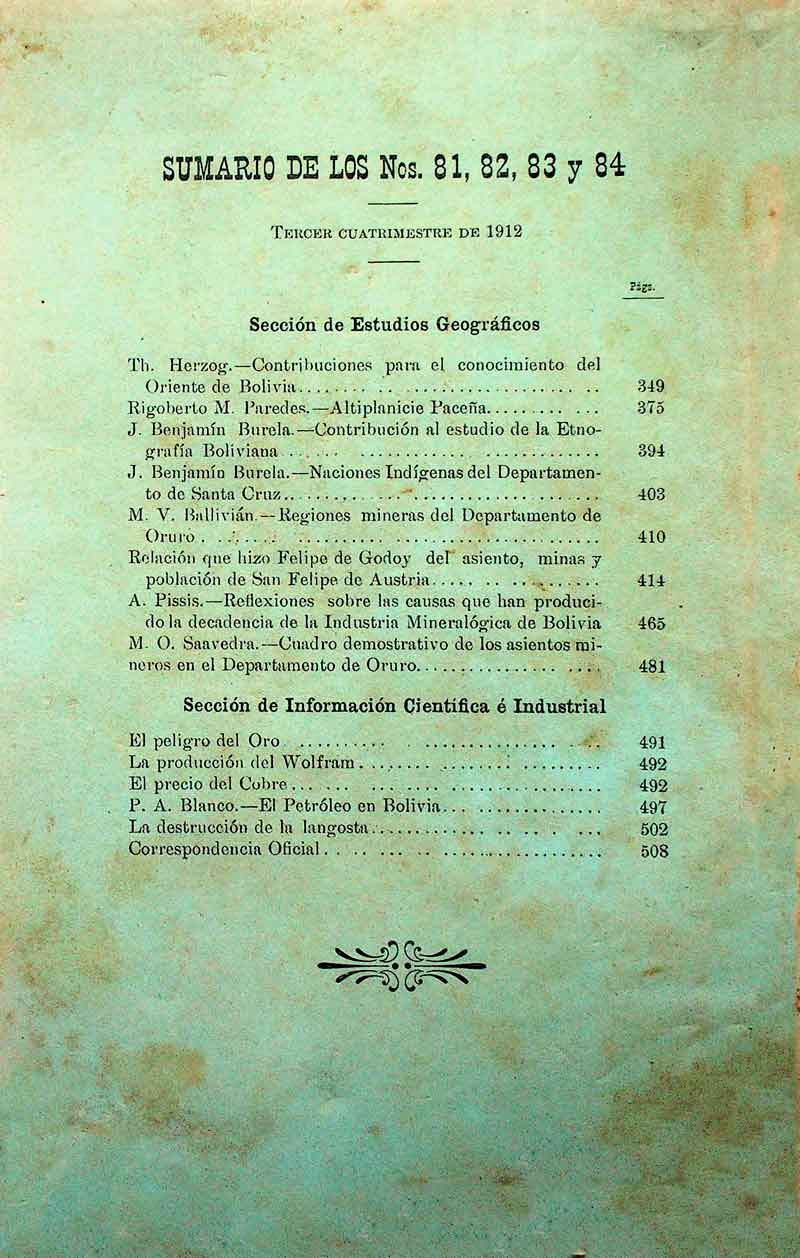 SUMARIO DE LOS Nos. 81, 82, 83 y 84
TERCER CUATRIMESTRE DE 1912
Págs.
Sección de Estudios Geográficos
Th. Herzog.—Contribuciones para el conocimiento del
Oriente de Bolivia.............................. 349
Rigoberto M. Paredes.—Altiplanicie Paceña............ 375
J. Benjamín Burela.—Contribución al estudio de la Etno-
grafía Boliviana .............................. 394
J. Benjamín Burela.—Naciones Indígenas del Departamen-
to de Santa Cruz.............................. 403
M. V. Ballivián.—Regiones mineras del Departamento de
Oruro .............................. 410
Relación que hizo Felipe de Godoy del asiento, minas y
población de San Felipe de Austria.................. 414
A. Pissis.—Reflexiones sobre las causas que han produci-
do la decadencia de la Industria Mineralógica de Bolivia 465
M. O. Saavedra.—Cuadro demostrativo de los asientos mi-
neros en el Departamento de Oruro.................... 481
Sección de Información Científica é Industrial
El peligro del Oro .............................. 491
La producción del Wolfram.............................. 492
El precio del Cobre.............................. 492
P. A. Blanco.—El Petróleo en Bolivia.................. 497
La destrucción de la langosta......................... 502
Correspondencia Oficial.............................. 508